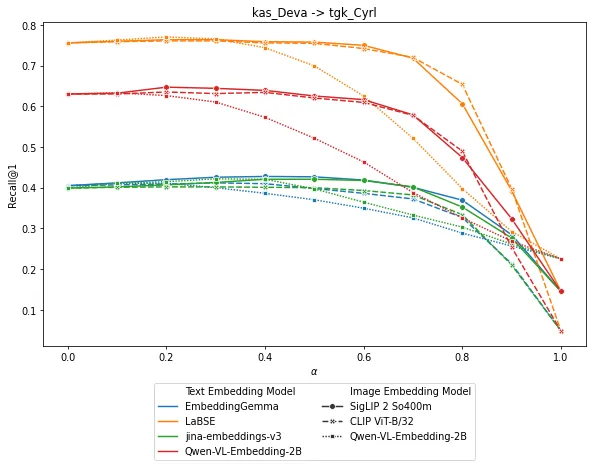 kas_Deva -> tgk_Cyrl
Recall@1
0.8
0.7
0.6
0.5
0.4
0.3
0.2
0.1
0.0 0.2 0.4 0.6 0.8 1.0
α
Text Embedding Model
EmbeddingGemma
LaBSE
jina-embeddings-v3
Qwen-VL-Embedding-2B
Image Embedding Model
SigLIP 2 So400m
CLIP ViT-B/32
Qwen-VL-Embedding-2B